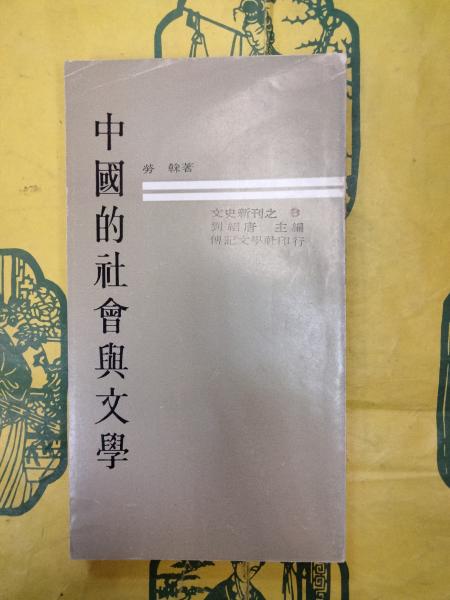 中國的社會與文學
勞榦著
文史新刊之 3
劉紹唐 主編
傳記文學社印行